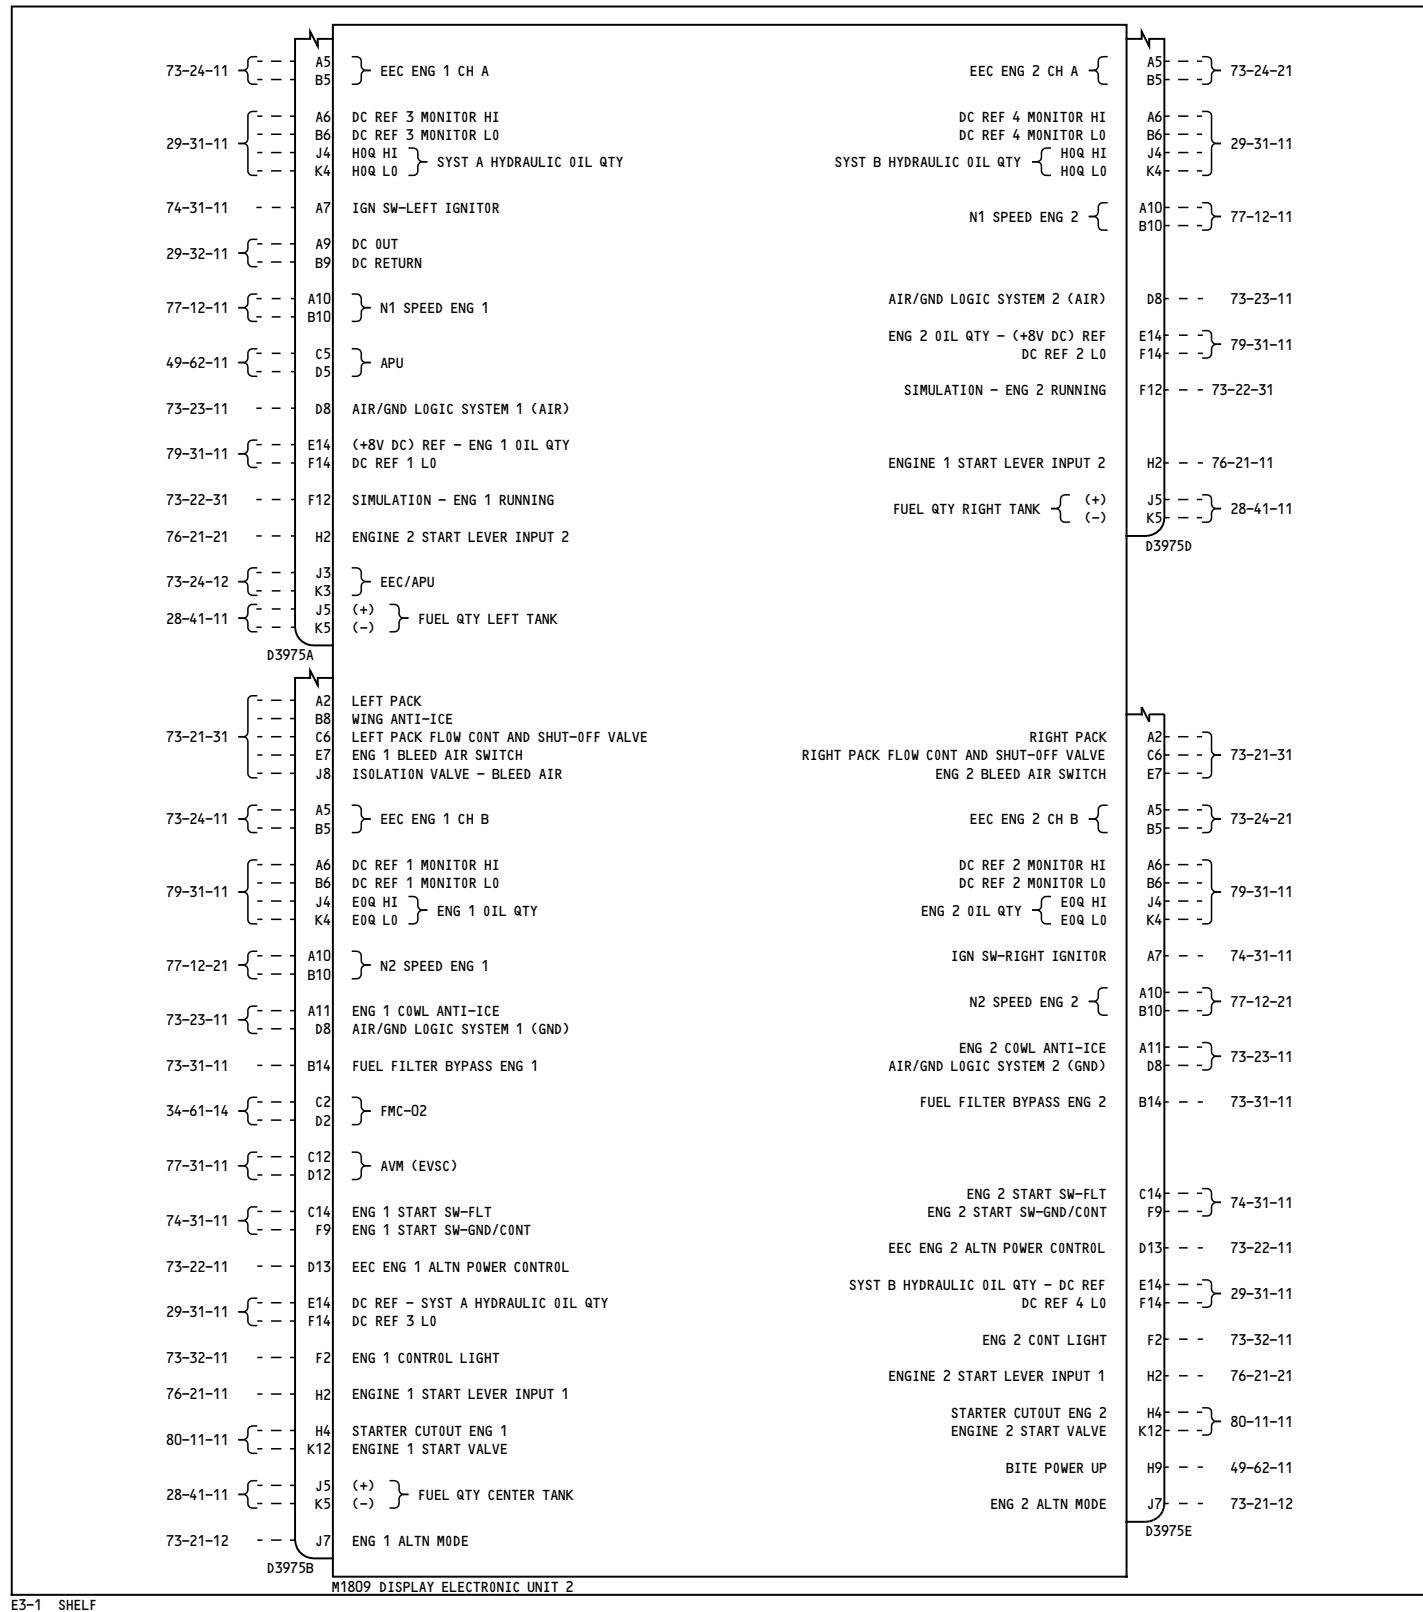 73-24-11 A5 EEC ENG 1 CH A
B5
A6 DC REF 3 MONITOR HI
B6 DC REF 3 MONITOR LO
29-31-11 J4 HOQ HI SYST A HYDRAULIC OIL QTY
K4 HOQ LO
74-31-11 A7 IGN SW-LEFT IGNITOR
29-32-11 A9 DC OUT
B9 DC RETURN
77-12-11 A10 N1 SPEED ENG 1
B10
49-62-11 C5 APU
D5
73-23-11 D8 AIR/GND LOGIC SYSTEM 1 (AIR)
79-31-11 E14 (+8V DC) REF - ENG 1 OIL QTY
F14 DC REF 1 LO
73-22-31 F12 SIMULATION - ENG 1 RUNNING
76-21-21 H2 ENGINE 2 START LEVER INPUT 2
73-24-12 J3 EEC/APU
K3
28-41-11 J5 (+) FUEL QTY LEFT TANK
K5 (-)
D3975A
EEC ENG 2 CH A A5 73-24-21
B5
DC REF 4 MONITOR HI A6
DC REF 4 MONITOR LO B6
SYST B HYDRAULIC OIL QTY HOQ HI J4 29-31-11
HOQ LO K4
N1 SPEED ENG 2 A10 77-12-11
B10
AIR/GND LOGIC SYSTEM 2 (AIR) D8 73-23-11
ENG 2 OIL QTY - (+8V DC) REF E14 79-31-11
DC REF 2 LO F14
SIMULATION - ENG 2 RUNNING F12 73-22-31
ENGINE 1 START LEVER INPUT 2 H2 76-21-11
FUEL QTY RIGHT TANK (+) J5 28-41-11
(-) K5
D3975D
A2 LEFT PACK
B8 WING ANTI-ICE
73-21-31 C6 LEFT PACK FLOW CONT AND SHUT-OFF VALVE
E7 ENG 1 BLEED AIR SWITCH
J8 ISOLATION VALVE - BLEED AIR
73-24-11 A5 EEC ENG 1 CH B
B5
A6 DC REF 1 MONITOR HI
B6 DC REF 1 MONITOR LO
79-31-11 J4 EOQ HI ENG 1 OIL QTY
K4 EOQ LO
77-12-21 A10 N2 SPEED ENG 1
B10
73-23-11 A11 ENG 1 COWL ANTI-ICE
D8 AIR/GND LOGIC SYSTEM 1 (GND)
73-31-11 B14 FUEL FILTER BYPASS ENG 1
34-61-14 C2 FMC-02
D2
77-31-11 C12 AVM (EVSC)
D12
74-31-11 C14 ENG 1 START SW-FLT
F9 ENG 1 START SW-GND/CONT
73-22-11 D13 EEC ENG 1 ALTN POWER CONTROL
29-31-11 E14 DC REF - SYST A HYDRAULIC OIL QTY
F14 DC REF 3 LO
73-32-11 F2 ENG 1 CONTROL LIGHT
76-21-11 H2 ENGINE 1 START LEVER INPUT 1
80-11-11 H4 STARTER CUTOUT ENG 1
K12 ENGINE 1 START VALVE
28-41-11 J5 (+) FUEL QTY CENTER TANK
K5 (-)
73-21-12 J7 ENG 1 ALTN MODE
D3975B
RIGHT PACK A2
RIGHT PACK FLOW CONT AND SHUT-OFF VALVE C6 73-21-31
ENG 2 BLEED AIR SWITCH E7
EEC ENG 2 CH B A5 73-24-21
B5
DC REF 2 MONITOR HI A6
DC REF 2 MONITOR LO B6
ENG 2 OIL QTY EOQ HI J4 79-31-11
EOQ LO K4
IGN SW-RIGHT IGNITOR A7 74-31-11
N2 SPEED ENG 2 A10 77-12-21
B10
ENG 2 COWL ANTI-ICE A11 73-23-11
AIR/GND LOGIC SYSTEM 2 (GND) D8
FUEL FILTER BYPASS ENG 2 B14 73-31-11
ENG 2 START SW-FLT C14 74-31-11
ENG 2 START SW-GND/CONT F9
EEC ENG 2 ALTN POWER CONTROL D13 73-22-11
SYST B HYDRAULIC OIL QTY - DC REF E14 29-31-11
DC REF 4 LO F14
ENG 2 CONT LIGHT F2 73-32-11
ENGINE 2 START LEVER INPUT 1 H2 76-21-21
STARTER CUTOUT ENG 2 H4 80-11-11
ENGINE 2 START VALVE K12
BITE POWER UP H9 49-62-11
ENG 2 ALTN MODE J7 73-21-12
D3975E
M1809 DISPLAY ELECTRONIC UNIT 2
E3-1 SHELF